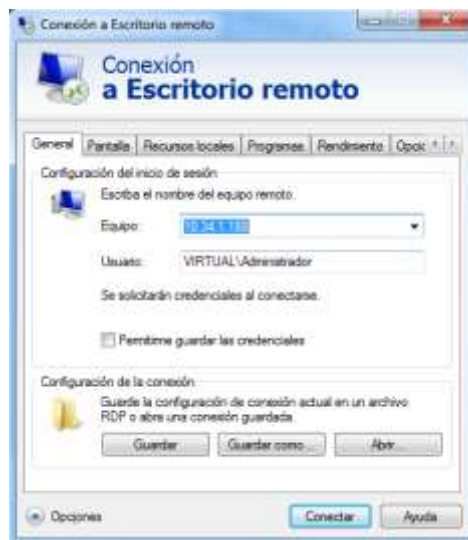 Conexión a Escritorio remoto
Conexión
a Escritorio remoto
General Pantalla Recursos locales Programas Rendimiento Opci
Configuración del inicio de sesión
Escriba el nombre del equipo remoto.
Equipo:
Usuario: VIRTUAL\Administrador
Se solicitarán credenciales al conectarse.
Permitirme guardar las credenciales
Configuración de la conexión
Guarde la configuración de conexión actual en un archivo
RDP o abra una conexión guardada.
Guardar Guardar como... Abrir...
Opciones Conectar Ayuda